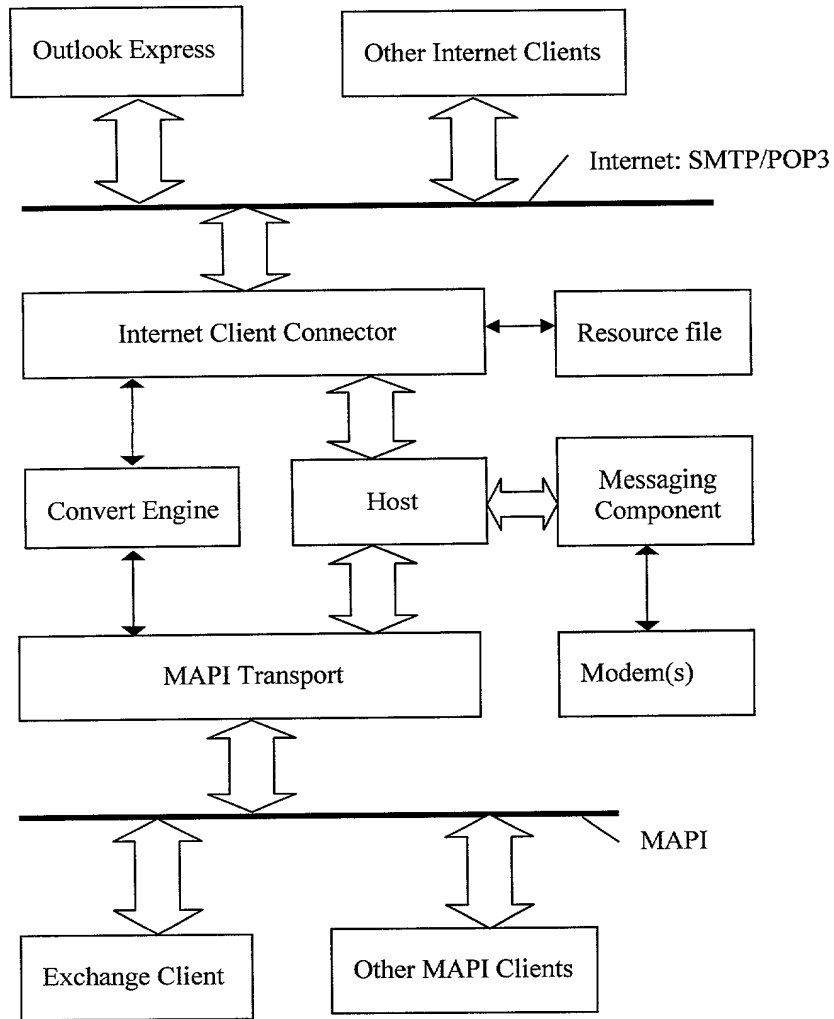 Outlook Express
Other Internet Clients
Internet: SMTP/POP3
Internet Client Connector
Resource file
Convert Engine
Host
Messaging
Component
MAPI Transport
Modem(s)
MAPI
Exchange Client
Other MAPI Clients